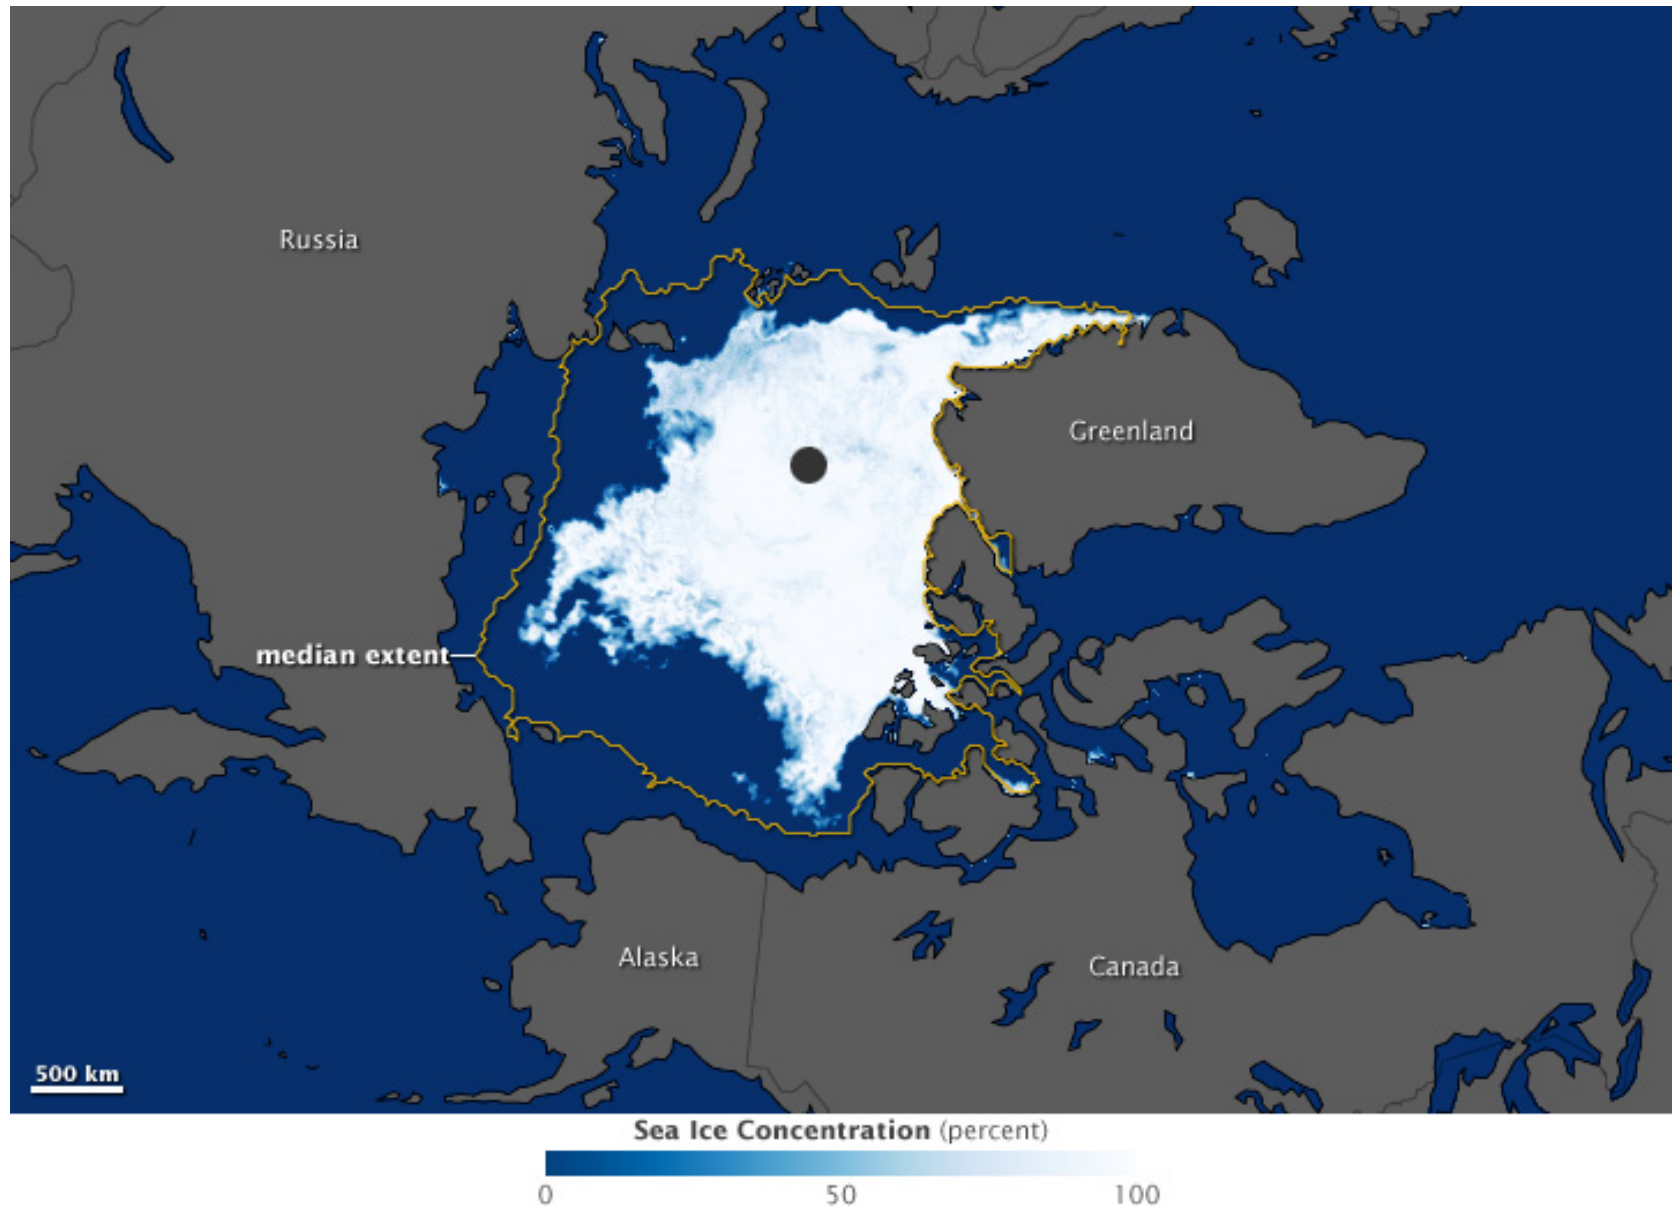 Russia
Greenland
median extent
Alaska
Canada
500 km
Sea Ice Concentration (percent)
0 50 100